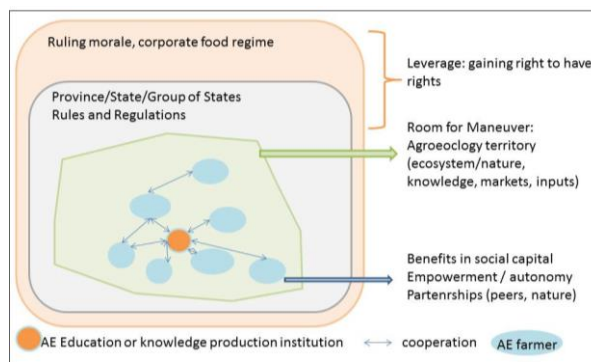 Ruling morale, corporate food regime
Province/State/Group of States
Rules and Regulations
Leverage: gaining right to have
rights
Room for Maneuver:
Agroeoclogy territory
(ecosystem/nature,
knowledge, markets, inputs)
Benefits in social capital
Empowerment / autonomy
Partenrships (peers, nature)
AE Education or knowledge production institution
cooperation
AE farmer